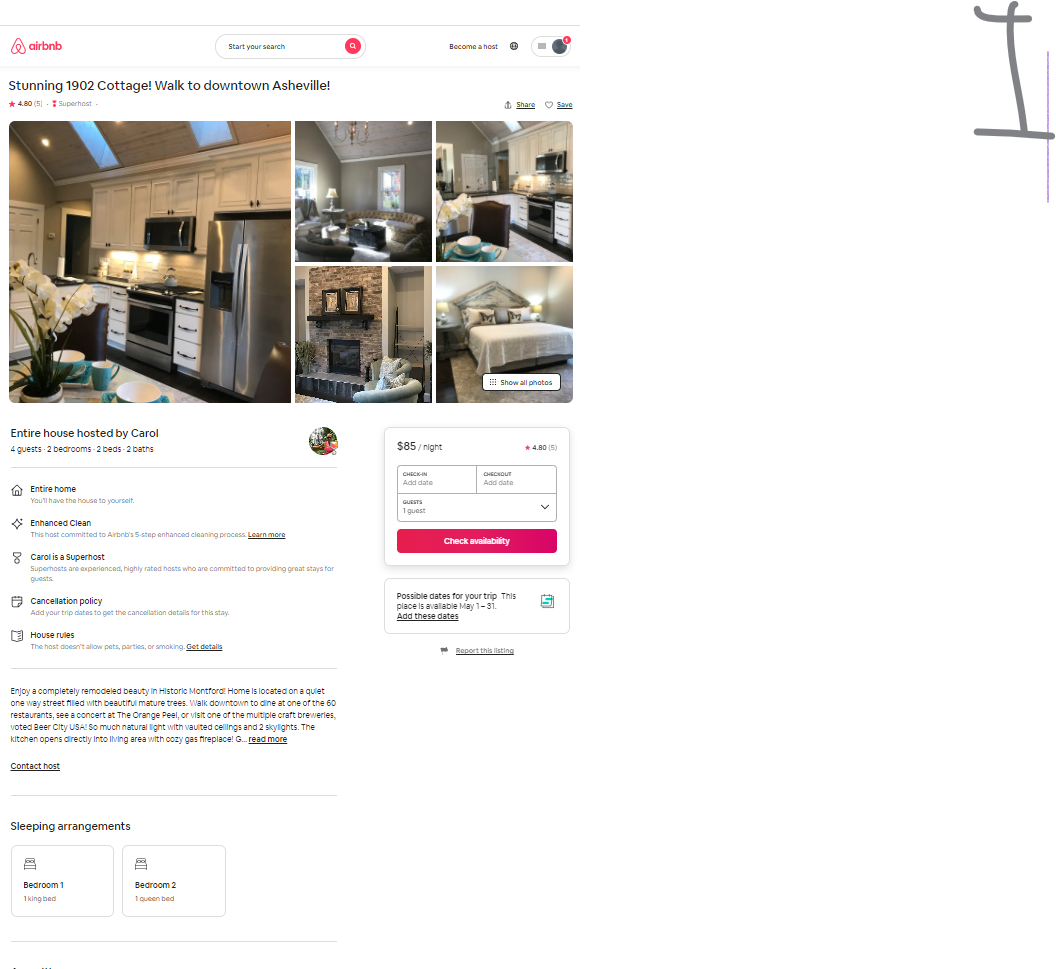 airbnb
Start your search
Become a host
1
Stunning 1902 Cottage! Walk to downtown Asheville!
4.80 (5) · Superhost ·
Share
Save
Show all photos
Entire house hosted by Carol
4 guests · 2 bedrooms · 2 beds · 2 baths
Entire home
You'll have the house to yourself.
Enhanced Clean
This host committed to Airbnb's 5-step enhanced cleaning process. Learn more
Carol is a Superhost
Superhosts are experienced, highly rated hosts who are committed to providing great stays for
guests.
Cancellation policy
Add your trip dates to get the cancellation details for this stay.
House rules
The host doesn't allow pets, parties, or smoking. Get details
Enjoy a completely remodeled beauty in Historic Montford! Home is located on a quiet
one way street filled with beautiful mature trees. Walk downtown to dine at one of the 60
restaurants, see a concert at The Orange Peel, or visit one of the multiple craft breweries,
voted Beer City USA! So much natural light with vaulted ceilings and 2 skylights. The
kitchen opens directly into living area with cozy gas fireplace! G... read more
Contact host
Sleeping arrangements
Bedroom 1
1 king bed
Bedroom 2
1 queen bed
$85 / night
4.80 (5)
CHECK-IN
Add date
CHECKOUT
Add date
GUESTS
1 guest
Check availability
Possible dates for your trip This
place is available May 1 – 31.
Add these dates
Report this listing
I